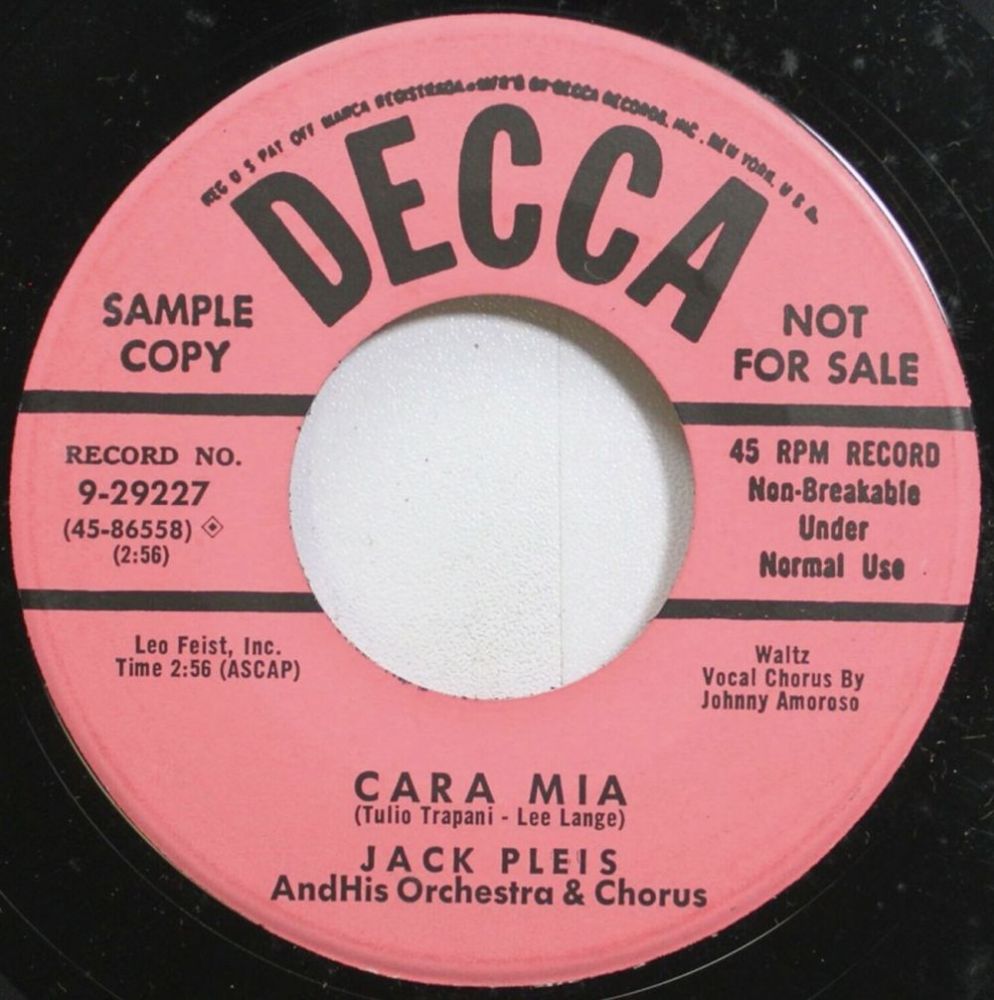 REG U S PAT OFF MARCA REGISTRADA • MF'D BY DECCA RECORDS, INC., NEW YORK, U S A.
DECCA
SAMPLE
COPY
NOT
FOR SALE
RECORD NO.
9-29227
(45-86558)
(2:56)
45 RPM RECORD
Non-Breakable
Under
Normal Use
Leo Feist, Inc.
Time 2:56 (ASCAP)
Waltz
Vocal Chorus By
Johnny Amoroso
CARA MIA
(Tulio Trapani - Lee Lange)
JACK PLEIS
AndHis Orchestra & Chorus